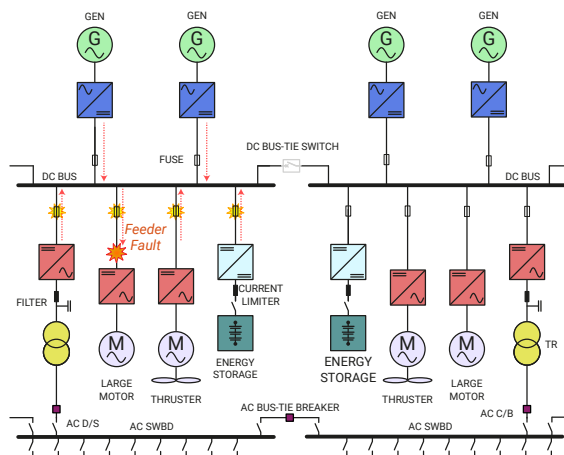 GEN
GEN
GEN
GEN
G
G
G
G
DC BUS-TIE SWITCH
FUSE
DC BUS
DC BUS
Feeder
Fault
FILTER
CURRENT
LIMITER
M
M
M
M
TR
ENERGY
STORAGE
ENERGY
STORAGE
LARGE
MOTOR
THRUSTER
THRUSTER
LARGE
MOTOR
AC BUS-TIE BREAKER
AC C/B
AC D/S
AC SWBD
AC SWBD